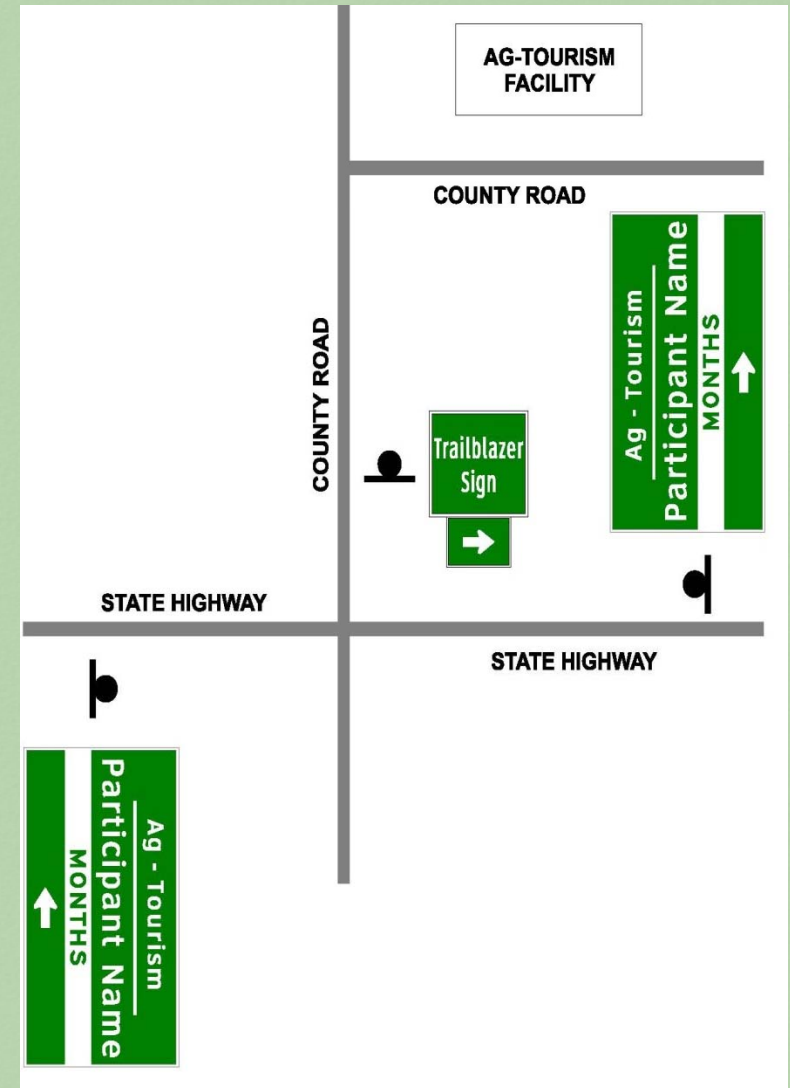 AG-TOURISM
FACILITY
COUNTY ROAD
Ag - Tourism
Participant Name
MONTHS
COUNTY ROAD
Trailblazer
Sign
STATE HIGHWAY
STATE HIGHWAY
Ag - Tourism
Participant Name
MONTHS